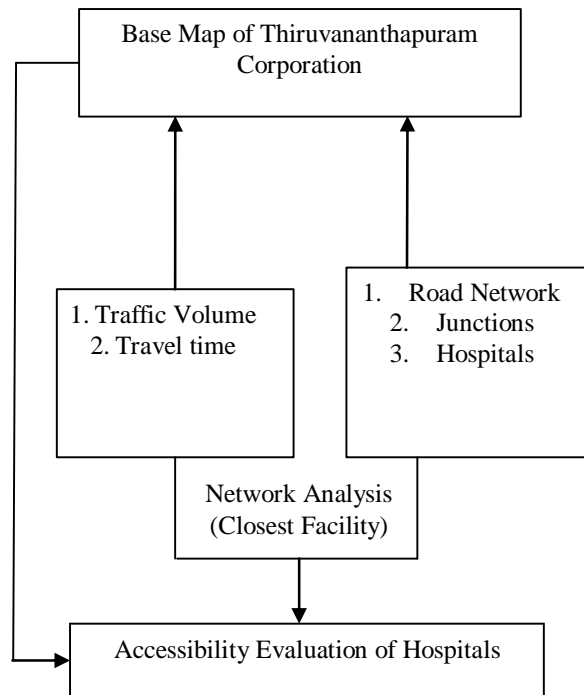 Base Map of Thiruvananthapuram
Corporation
1. Traffic Volume
2. Travel time
1. Road Network
2. Junctions
3. Hospitals
Network Analysis
(Closest Facility)
Accessibility Evaluation of Hospitals